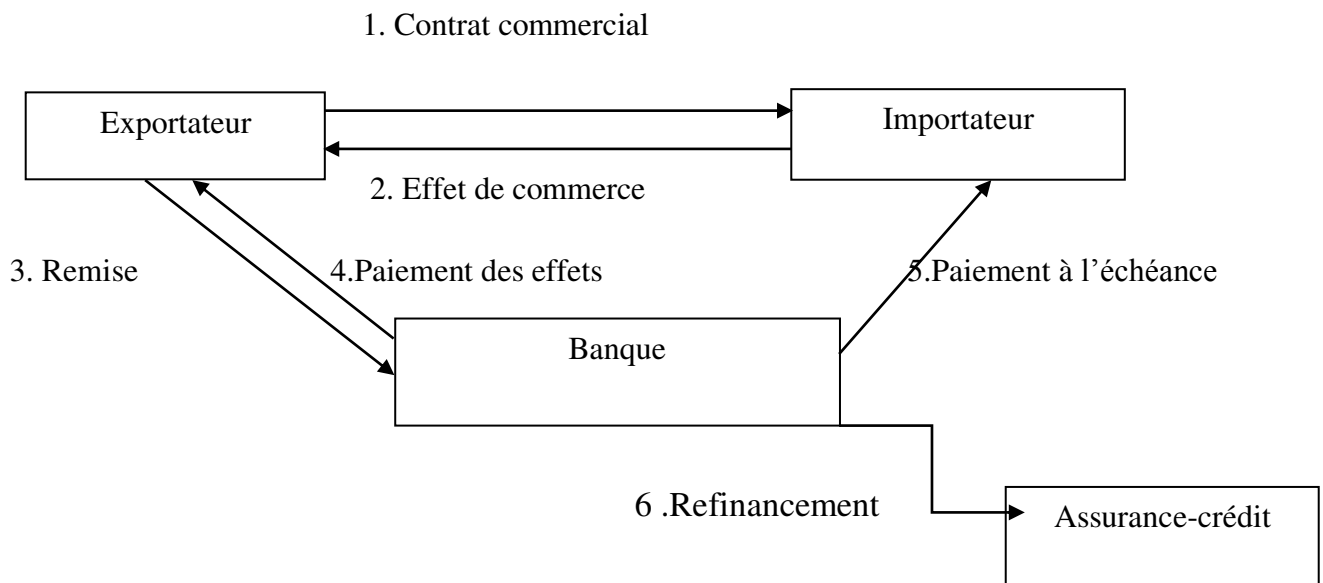 1. Contrat commercial
Exportateur
Importateur
2. Effet de commerce
3. Remise
4.Paiement des effets
5.Paiement à l’échéance
Banque
6 .Refinancement
Assurance-crédit